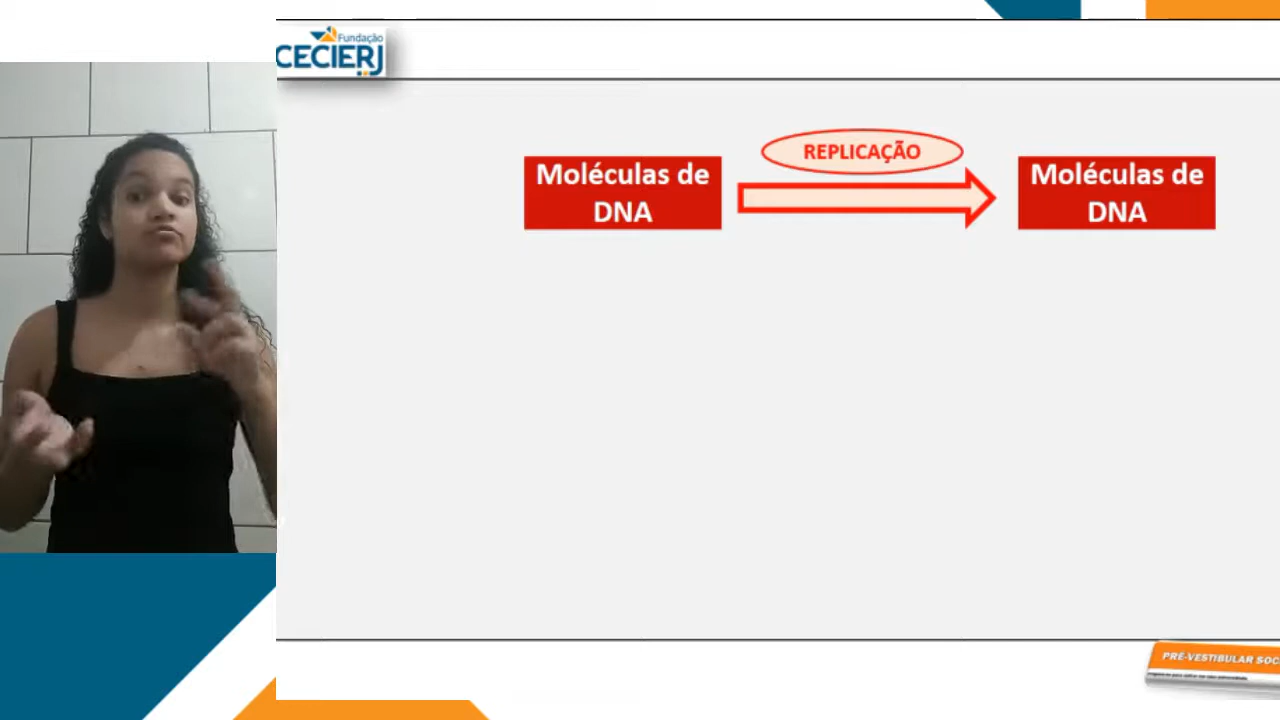 Fundação
CECIERJ
REPLICAÇÃO
Moléculas de
DNA
Moléculas de
DNA
PRÉ-VESTIBULAR SOC